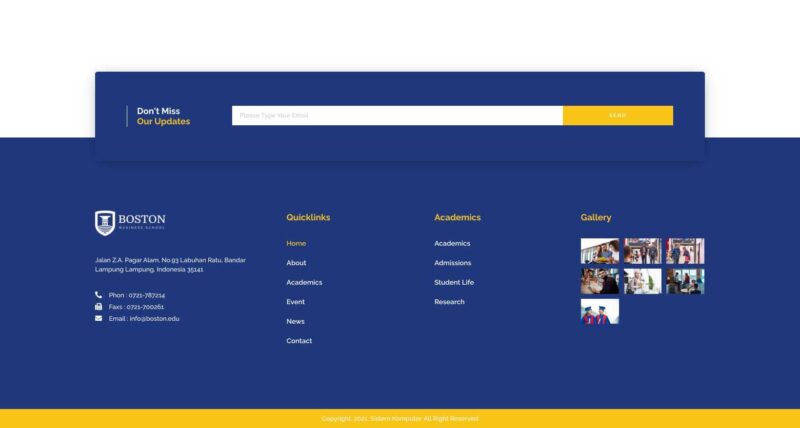 Don't Miss
Our Updates
Please Type Your Email
SEND
BOSTON
BUSINESS SCHOOL
Jalan Z.A. Pagar Alam, No.93 Labuhan Ratu, Bandar
Lampung Lampung, Indonesia 35141
Phon : 0721-787214
Faxs : 0721-700261
Email : info@boston.edu
Quicklinks
Home
About
Academics
Event
News
Contact
Academics
Academics
Admissions
Student Life
Research
Gallery
Copyright 2021, Sistem Komputer All Right Reserved